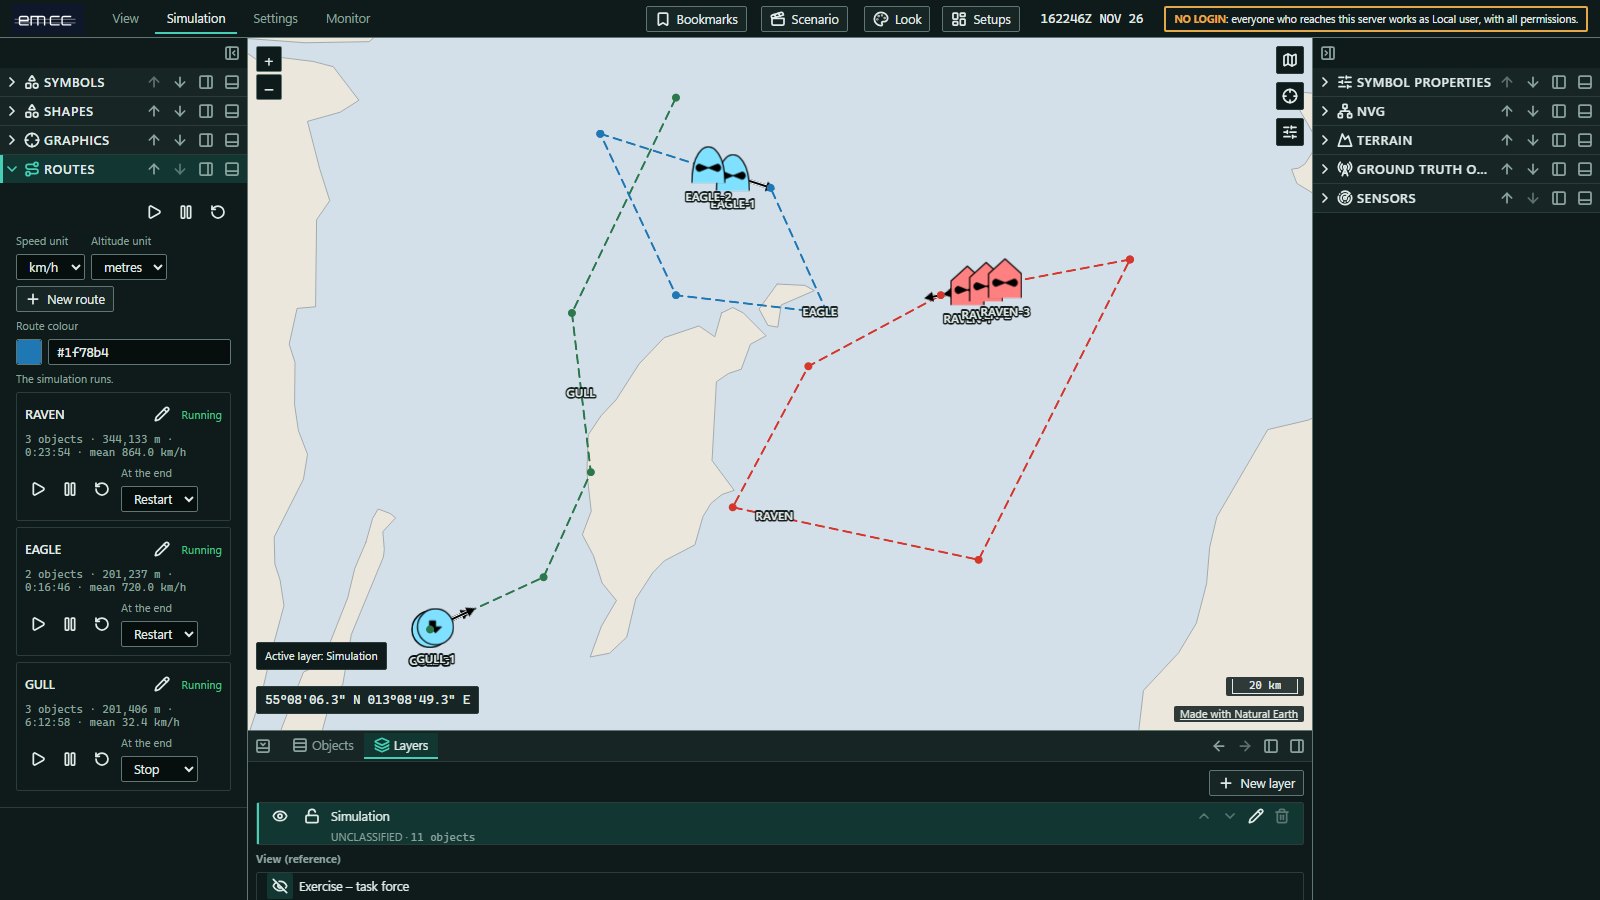 emcc
View
Simulation
Settings
Monitor
Bookmarks
Scenario
Look
Setups
162246Z NOV 26
NO LOGIN: everyone who reaches this server works as Local user, with all permissions.
SYMBOLS
SHAPES
GRAPHICS
ROUTES
Speed unit
Altitude unit
km/h
metres
New route
Route colour
#1f78b4
The simulation runs.
RAVEN
Running
3 objects · 344,133 m ·
0:23:54 · mean 864.0 km/h
At the end
Restart
EAGLE
Running
2 objects · 201,237 m ·
0:16:46 · mean 720.0 km/h
At the end
Restart
GULL
Running
3 objects · 201,406 m ·
6:12:58 · mean 32.4 km/h
At the end
Stop
+
−
EAGLE-2
EAGLE-1
EAGLE
RAVEN-3
GULL
RAVEN
GULL-1
Active layer: Simulation
55°08'06.3" N 013°08'49.3" E
20 km
Made with Natural Earth
Objects
Layers
New layer
Simulation
UNCLASSIFIED · 11 objects
View (reference)
Exercise – task force
SYMBOL PROPERTIES
NVG
TERRAIN
GROUND TRUTH O...
SENSORS